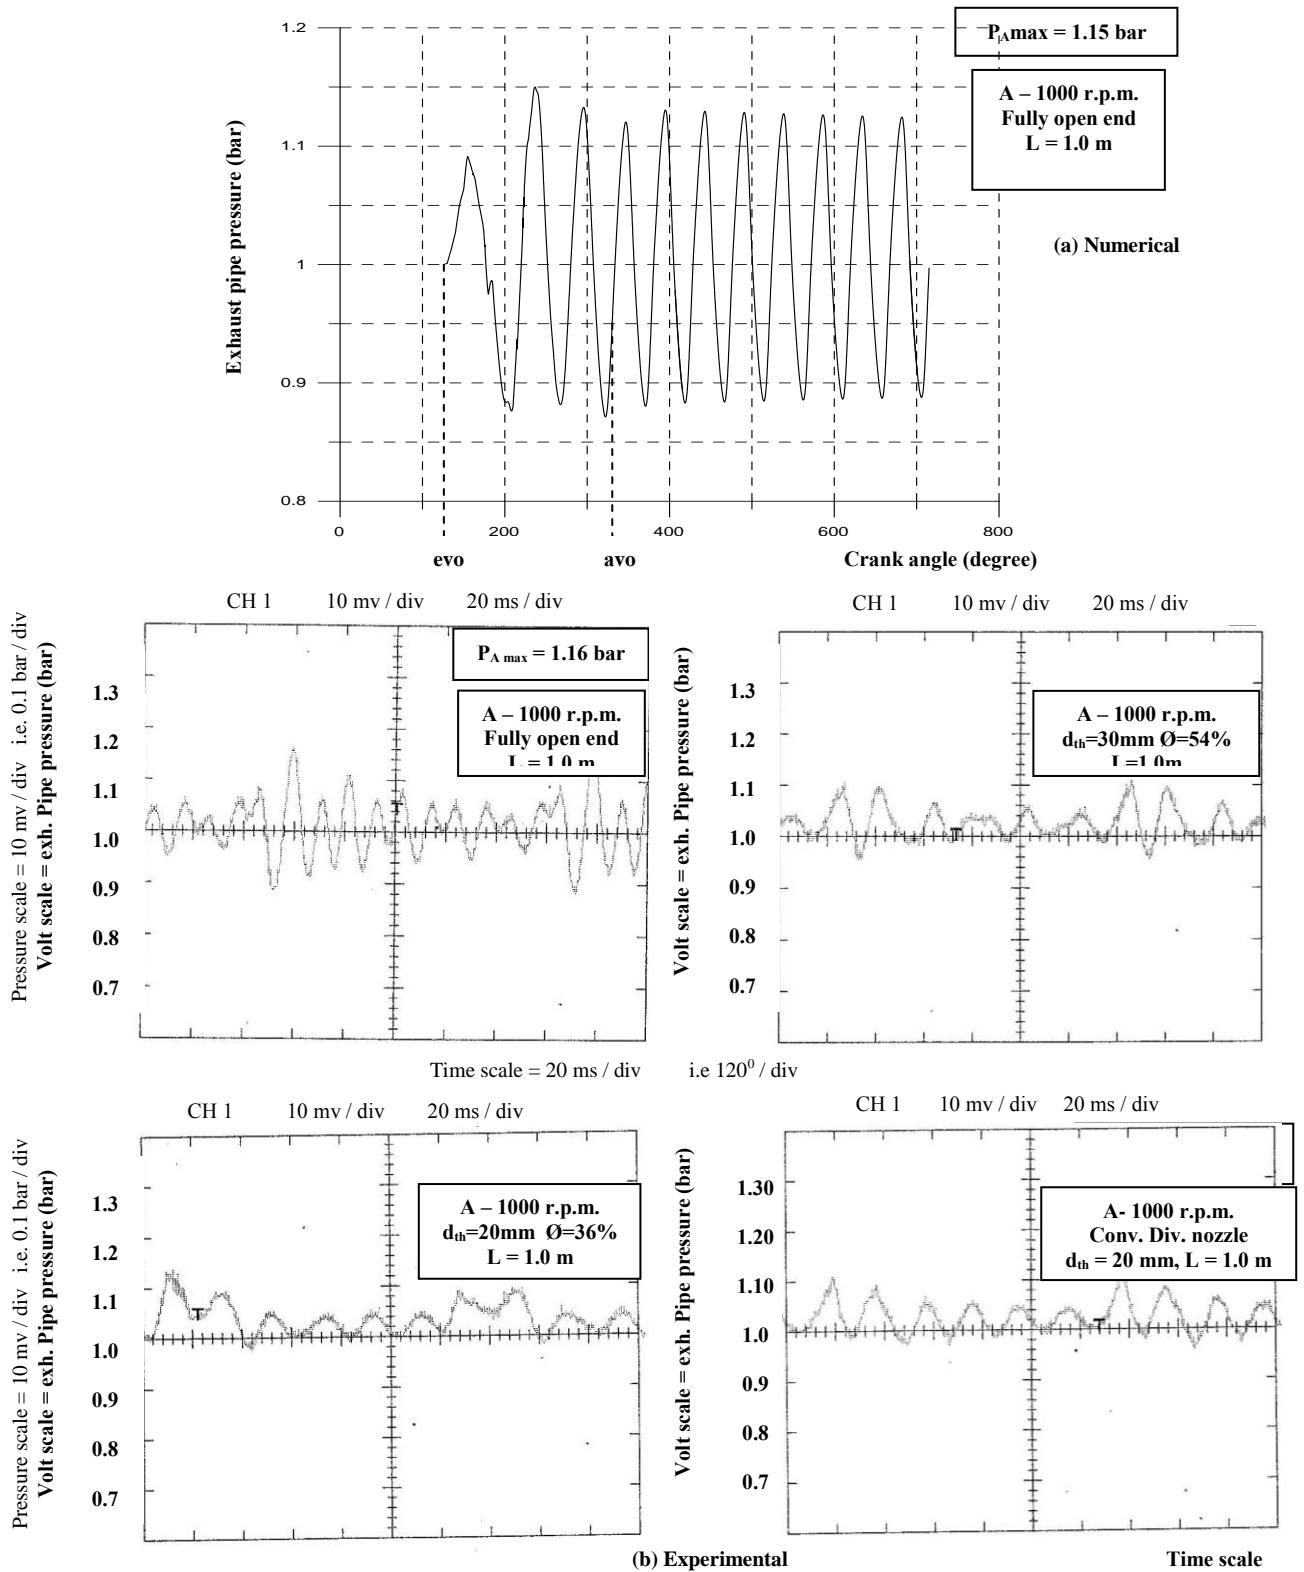 1.2
1.1
1
0.9
0.8
0
200
400
600
800
Exhaust pipe pressure (bar)
P_Amax = 1.15 bar
A – 1000 r.p.m.
Fully open end
L = 1.0 m
(a) Numerical
evo
avo
Crank angle (degree)
CH 1 10 mv / div 20 ms / div
Pressure scale = 10 mv / div i.e. 0.1 bar / div
Volt scale = exh. Pipe pressure (bar)
1.3
1.2
1.1
1.0
0.9
0.8
0.7
P_A max = 1.16 bar
A – 1000 r.p.m.
Fully open end
L = 1.0 m
CH 1 10 mv / div 20 ms / div
Volt scale = exh. Pipe pressure (bar)
1.3
1.2
1.1
1.0
0.9
0.8
0.7
A – 1000 r.p.m.
d_th=30mm Ø=54%
L=1.0m
Time scale = 20 ms / div i.e 120⁰ / div
CH 1 10 mv / div 20 ms / div
Pressure scale = 10 mv / div i.e. 0.1 bar / div
Volt scale = exh. Pipe pressure (bar)
1.3
1.2
1.1
1.0
0.9
0.8
0.7
A – 1000 r.p.m.
d_th=20mm Ø=36%
L = 1.0 m
CH 1 10 mv / div 20 ms / div
Volt scale = exh. Pipe pressure (bar)
1.30
1.20
1.10
1.0
0.9
0.8
0.7
A- 1000 r.p.m.
Conv. Div. nozzle
d_th = 20 mm, L = 1.0 m
(b) Experimental
Time scale